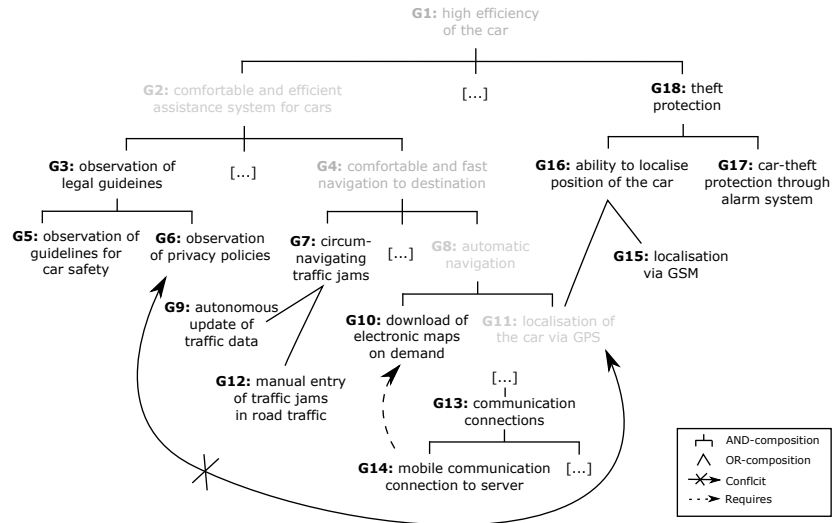 G1: high efficiency
of the car
G2: comfortable and efficient
assistance system for cars
[...]
G18: theft
protection
G3: observation of
legal guideines
[...]
G4: comfortable and fast
navigation to destination
G16: ability to localise
position of the car
G17: car-theft
protection through
alarm system
G5: observation of
guidelines for
car safety
G6: observation
of privacy policies
G7: circum-
navigating
traffic jams
[...]
G8: automatic
navigation
G15: localisation
via GSM
G9: autonomous
update of
traffic data
G10: download of
electronic maps
on demand
G11: localisation of
the car via GPS
G12: manual entry
of traffic jams
in road traffic
[...]
G13: communication
connections
G14: mobile communication
connection to server
[...]
AND-composition
OR-composition
Conflcit
Requires